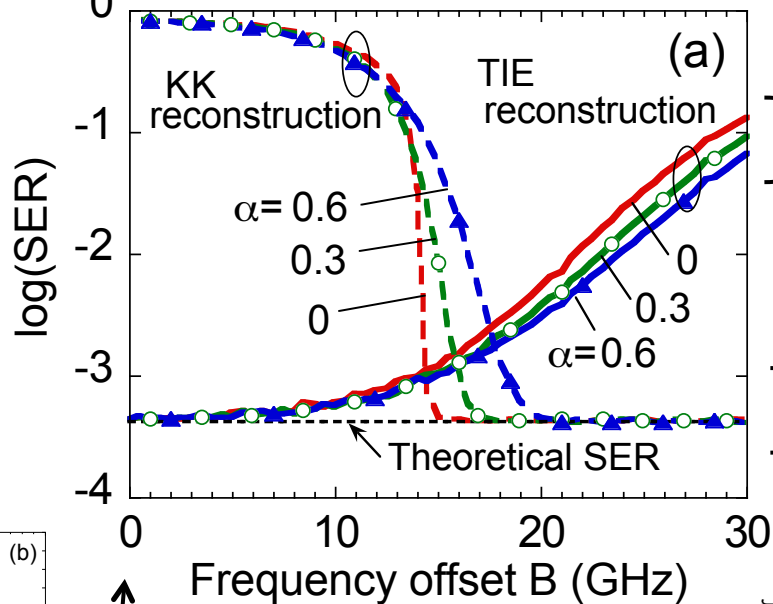 0
(a)
KK
reconstruction
TIE
reconstruction
-1
log(SER)
α= 0.6
-2
0.3
0
0
0.3
α=0.6
-3
Theoretical SER
-4
0
10
20
30
(b)
Frequency offset B (GHz)